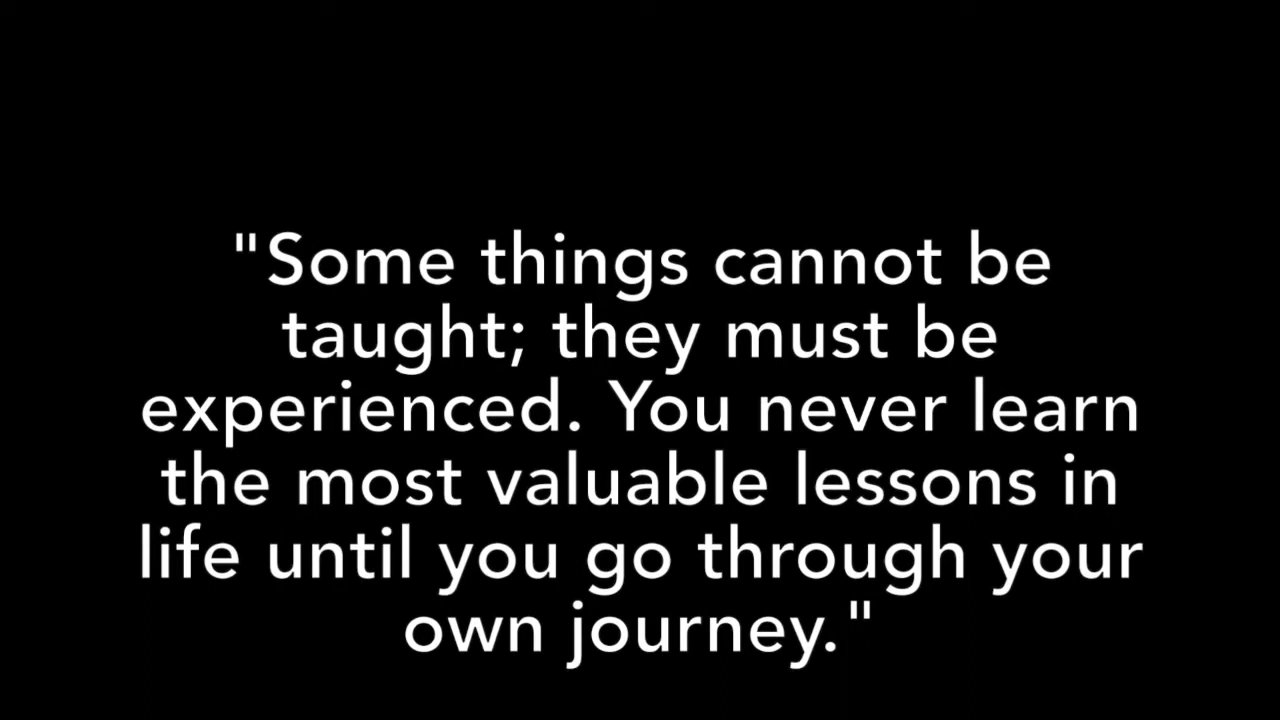 "Some things cannot be
taught; they must be
experienced. You never learn
the most valuable lessons in
life until you go through your
own journey."